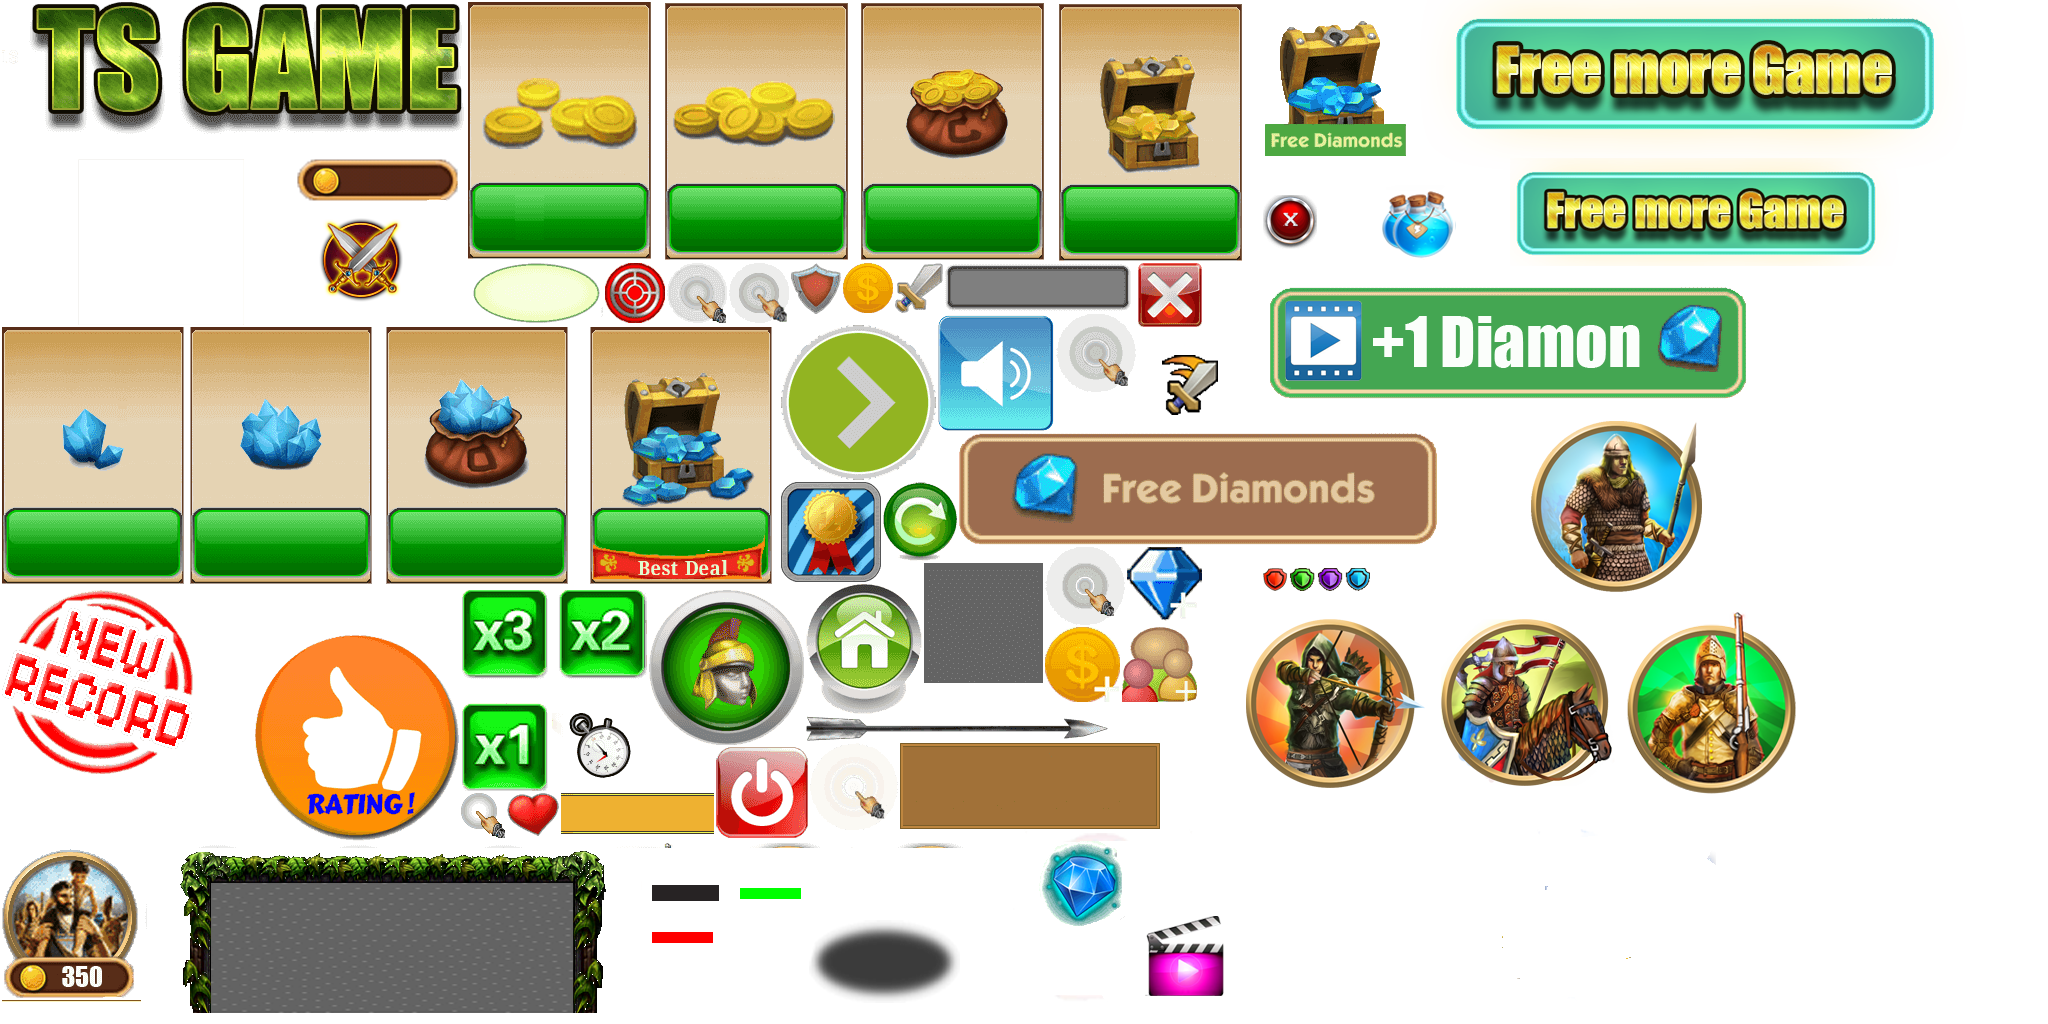 TS GAME
Free Diamonds
Free more Game
X
Free more Game
$
+1 Diamon
Free Diamonds
1
Best Deal
NEW
RECORD
x3
x2
$
x1
RATING!
350